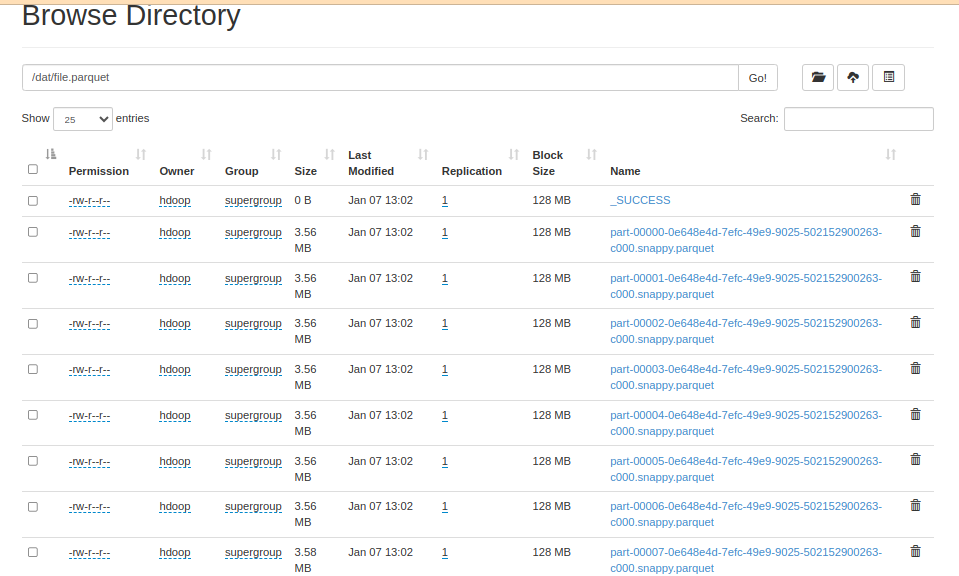 Browse Directory
/dat/file.parquet Go!
Show 25 entries Search:
Permission Owner Group Size Last Modified Replication Block Size Name
-rw-r--r-- hdoop supergroup 0 B Jan 07 13:02 1 128 MB _SUCCESS
-rw-r--r-- hdoop supergroup 3.56 Jan 07 13:02 1 128 MB part-00000-0e648e4d-7efc-49e9-9025-502152900263-
MB c000.snappy.parquet
-rw-r--r-- hdoop supergroup 3.56 Jan 07 13:02 1 128 MB part-00001-0e648e4d-7efc-49e9-9025-502152900263-
MB c000.snappy.parquet
-rw-r--r-- hdoop supergroup 3.56 Jan 07 13:02 1 128 MB part-00002-0e648e4d-7efc-49e9-9025-502152900263-
MB c000.snappy.parquet
-rw-r--r-- hdoop supergroup 3.56 Jan 07 13:02 1 128 MB part-00003-0e648e4d-7efc-49e9-9025-502152900263-
MB c000.snappy.parquet
-rw-r--r-- hdoop supergroup 3.56 Jan 07 13:02 1 128 MB part-00004-0e648e4d-7efc-49e9-9025-502152900263-
MB c000.snappy.parquet
-rw-r--r-- hdoop supergroup 3.56 Jan 07 13:02 1 128 MB part-00005-0e648e4d-7efc-49e9-9025-502152900263-
MB c000.snappy.parquet
-rw-r--r-- hdoop supergroup 3.56 Jan 07 13:02 1 128 MB part-00006-0e648e4d-7efc-49e9-9025-502152900263-
MB c000.snappy.parquet
-rw-r--r-- hdoop supergroup 3.58 Jan 07 13:02 1 128 MB part-00007-0e648e4d-7efc-49e9-9025-502152900263-
MB c000.snappy.parquet